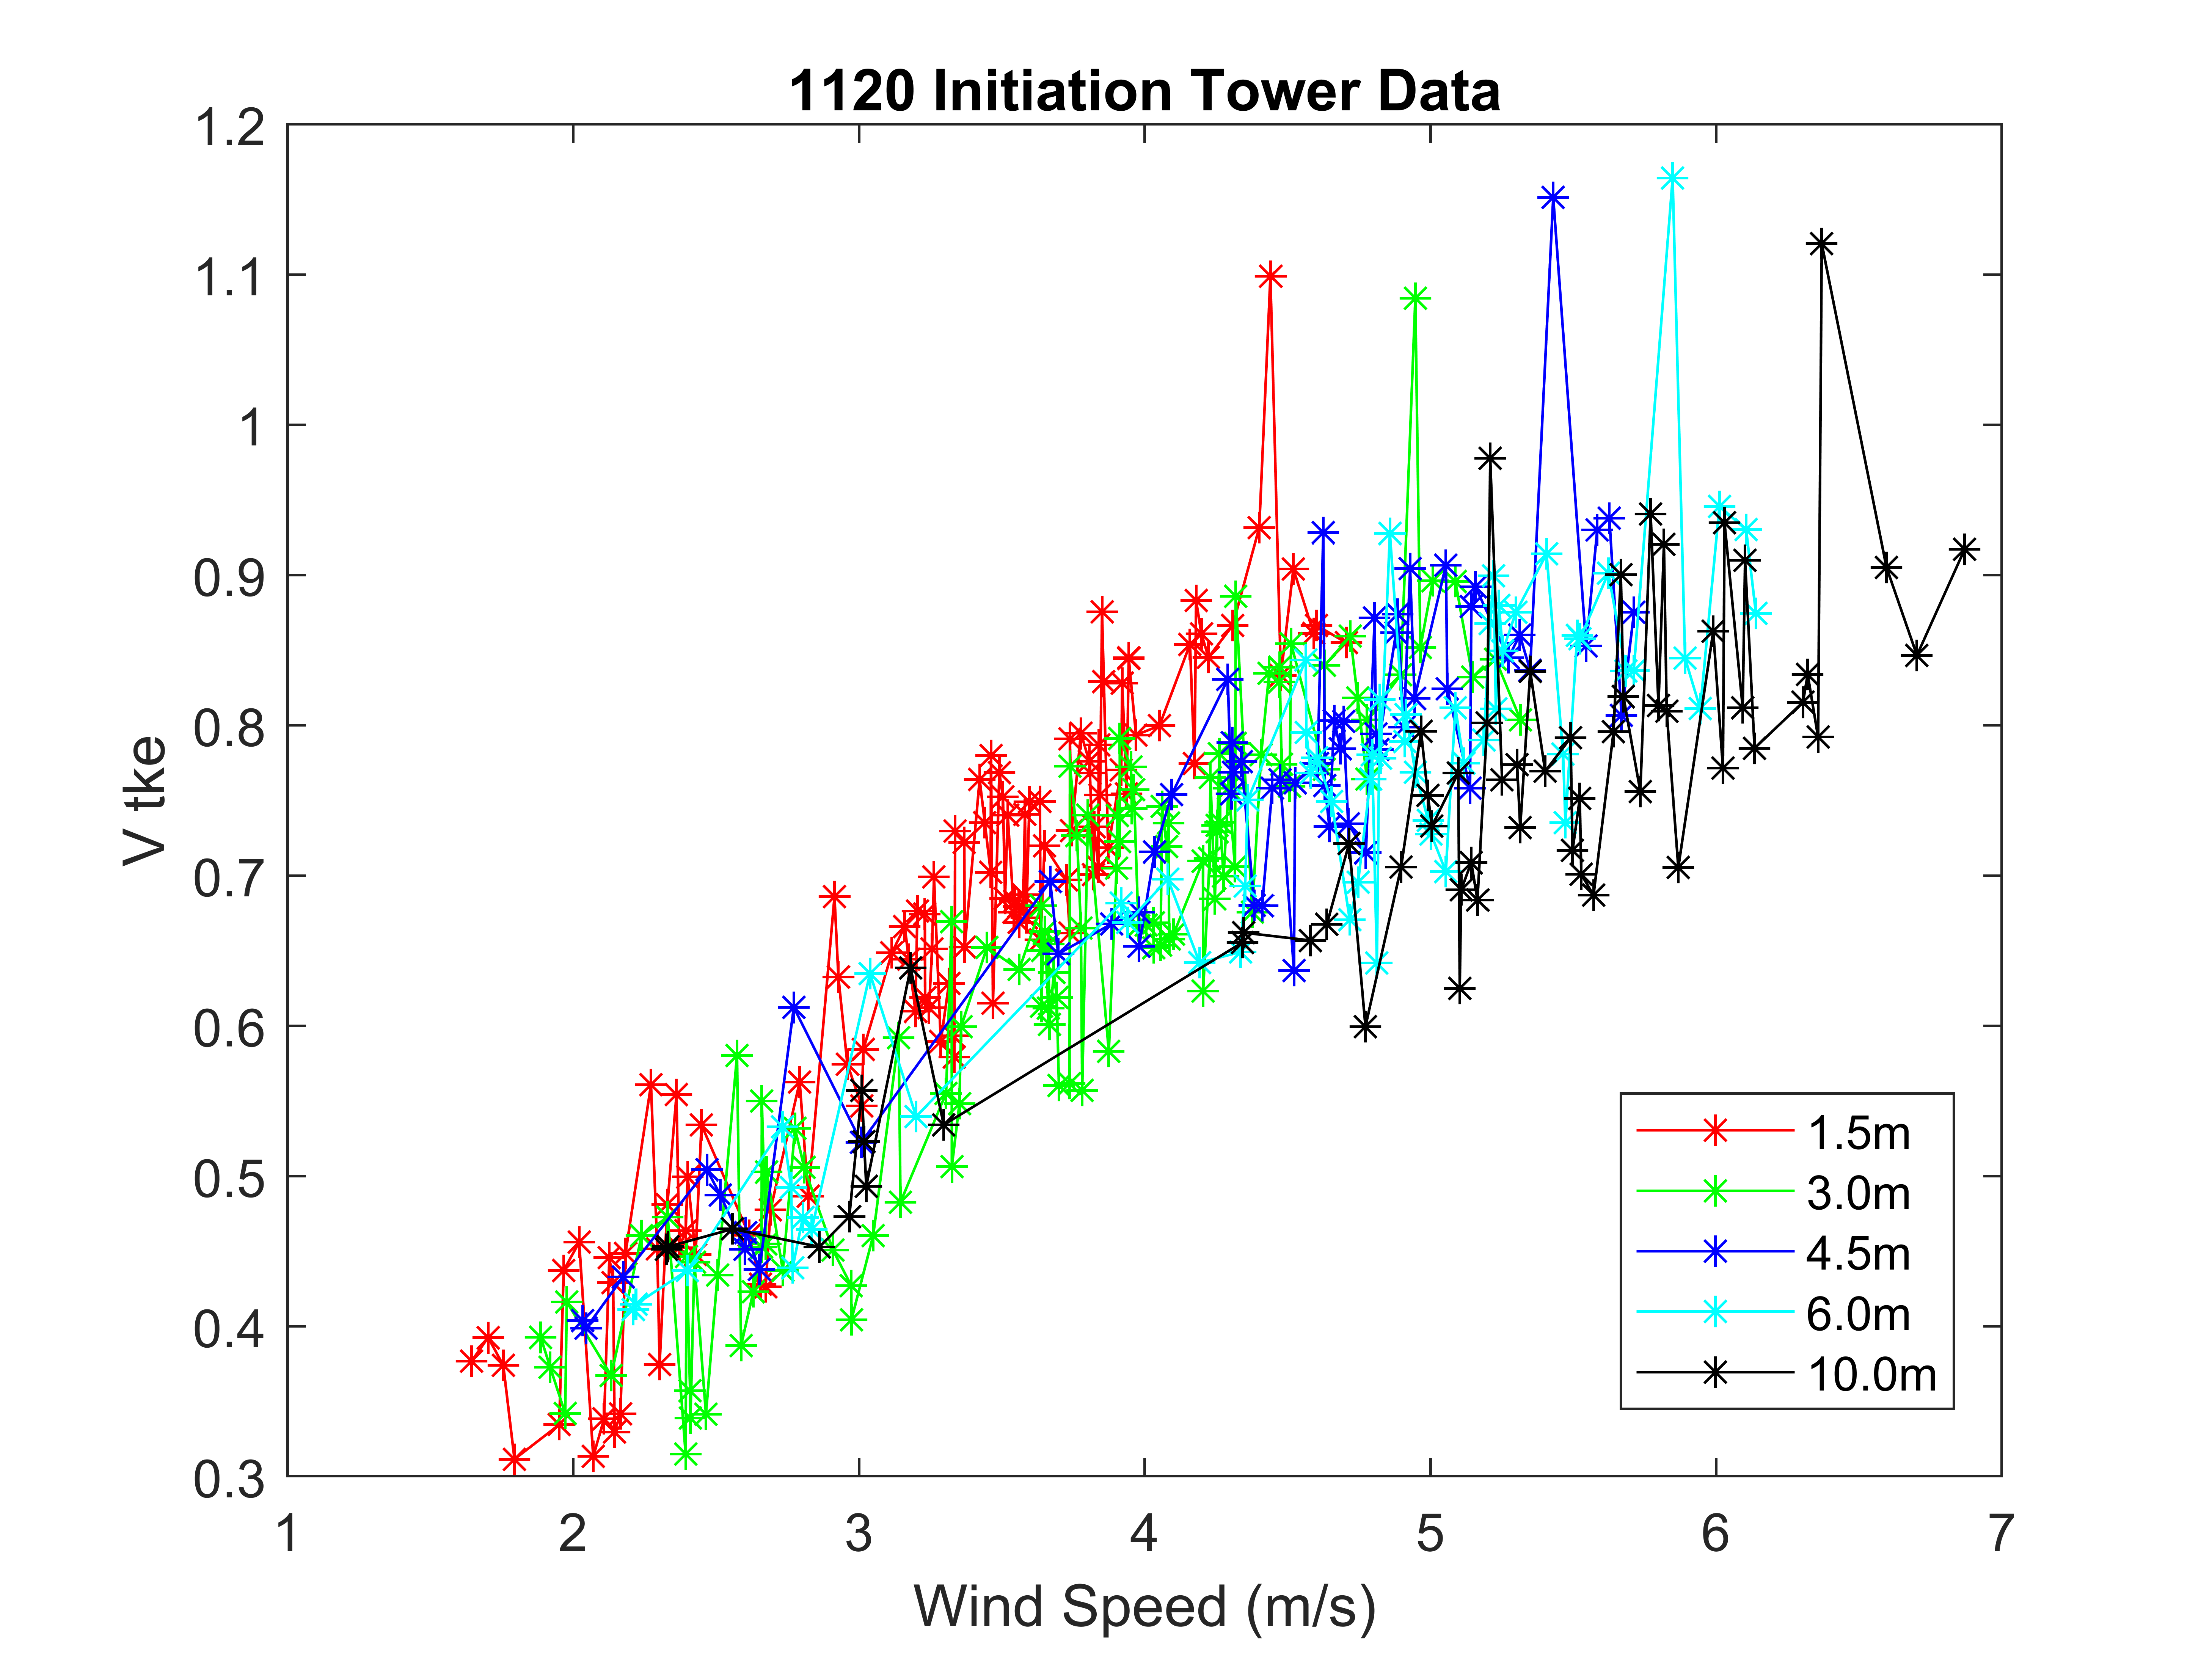 1120 Initiation Tower Data
1.2
1.1
1
0.9
0.8
0.7
0.6
0.5
0.4
0.3
V tke
1 2 3 4 5 6 7
Wind Speed (m/s)
1.5m
3.0m
4.5m
6.0m
10.0m